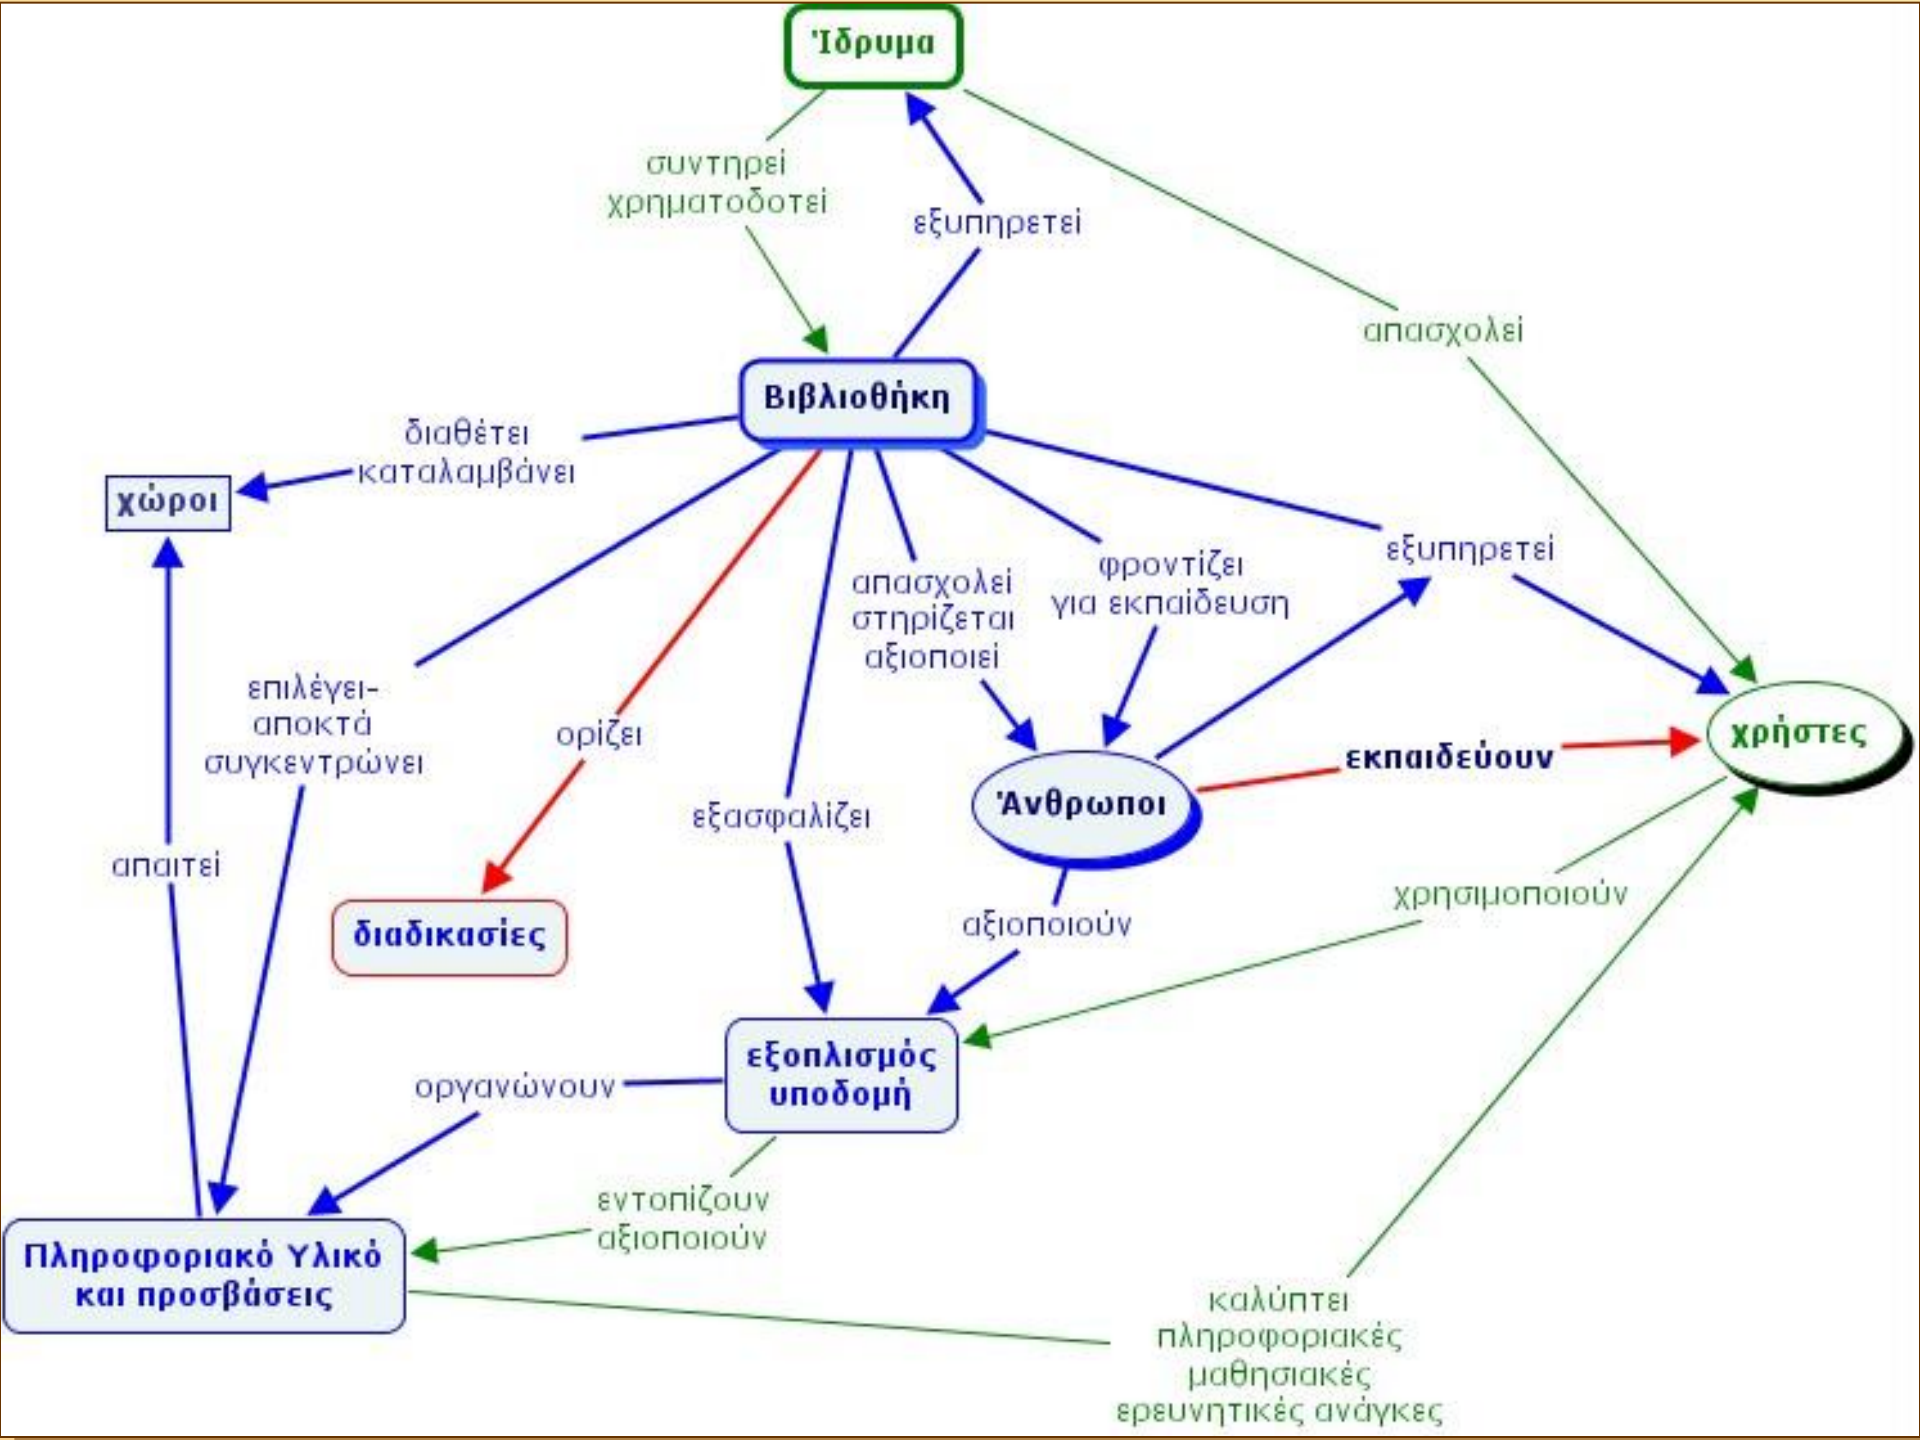 Ίδρυμα
συντηρεί
χρηματοδοτεί
εξυπηρετεί
απασχολεί
Βιβλιοθήκη
διαθέτει
καταλαμβάνει
χώροι
εξυπηρετεί
φροντίζει
για εκπαίδευση
απασχολεί
στηρίζεται
αξιοποιεί
επιλέγει-
αποκτά
συγκεντρώνει
ορίζει
χρήστες
εκπαιδεύουν
Άνθρωποι
εξασφαλίζει
απαιτεί
χρησιμοποιούν
αξιοποιούν
διαδικασίες
εξοπλισμός
υποδομή
οργανώνουν
εντοπίζουν
αξιοποιούν
Πληροφοριακό Υλικό
και προσβάσεις
καλύπτει
πληροφοριακές
μαθησιακές
ερευνητικές ανάγκες